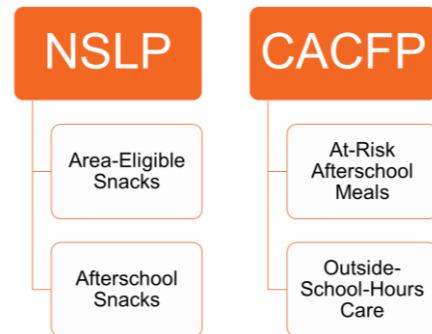 NSLP
Area-Eligible
Snacks
Afterschool
Snacks
CACFP
At-Risk
Afterschool
Meals
Outside-
School-Hours
Care